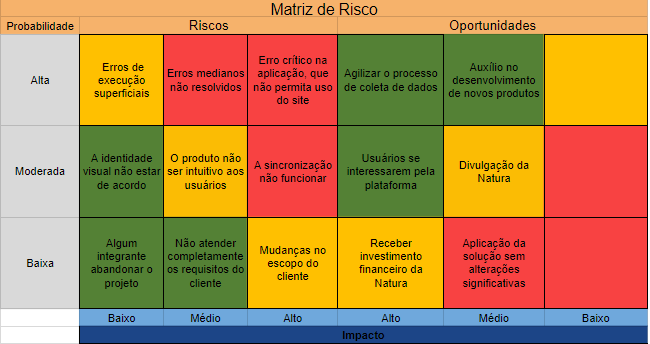 Matriz de Risco
Probabilidade
Riscos
Oportunidades
Alta
Erros de
execução
superficiais
Erros medianos
não resolvidos
Erro crítico na
aplicação, que
não permita uso
do site
Agilizar o processo
de coleta de dados
Auxílio no
desenvolvimento
de novos produtos
Moderada
A identidade
visual não estar
de acordo
O produto não
ser intuitivo aos
usuários
A sincronização
não funcionar
Usuários se
interessarem pela
plataforma
Divulgação da
Natura
Baixa
Algum
integrante
abandonar o
projeto
Não atender
completamente
os requisitos do
cliente
Mudanças no
escopo do
cliente
Receber
investimento
financeiro da
Natura
Aplicação da
solução sem
alterações
significativas
Baixo
Médio
Alto
Alto
Médio
Baixo
Impacto